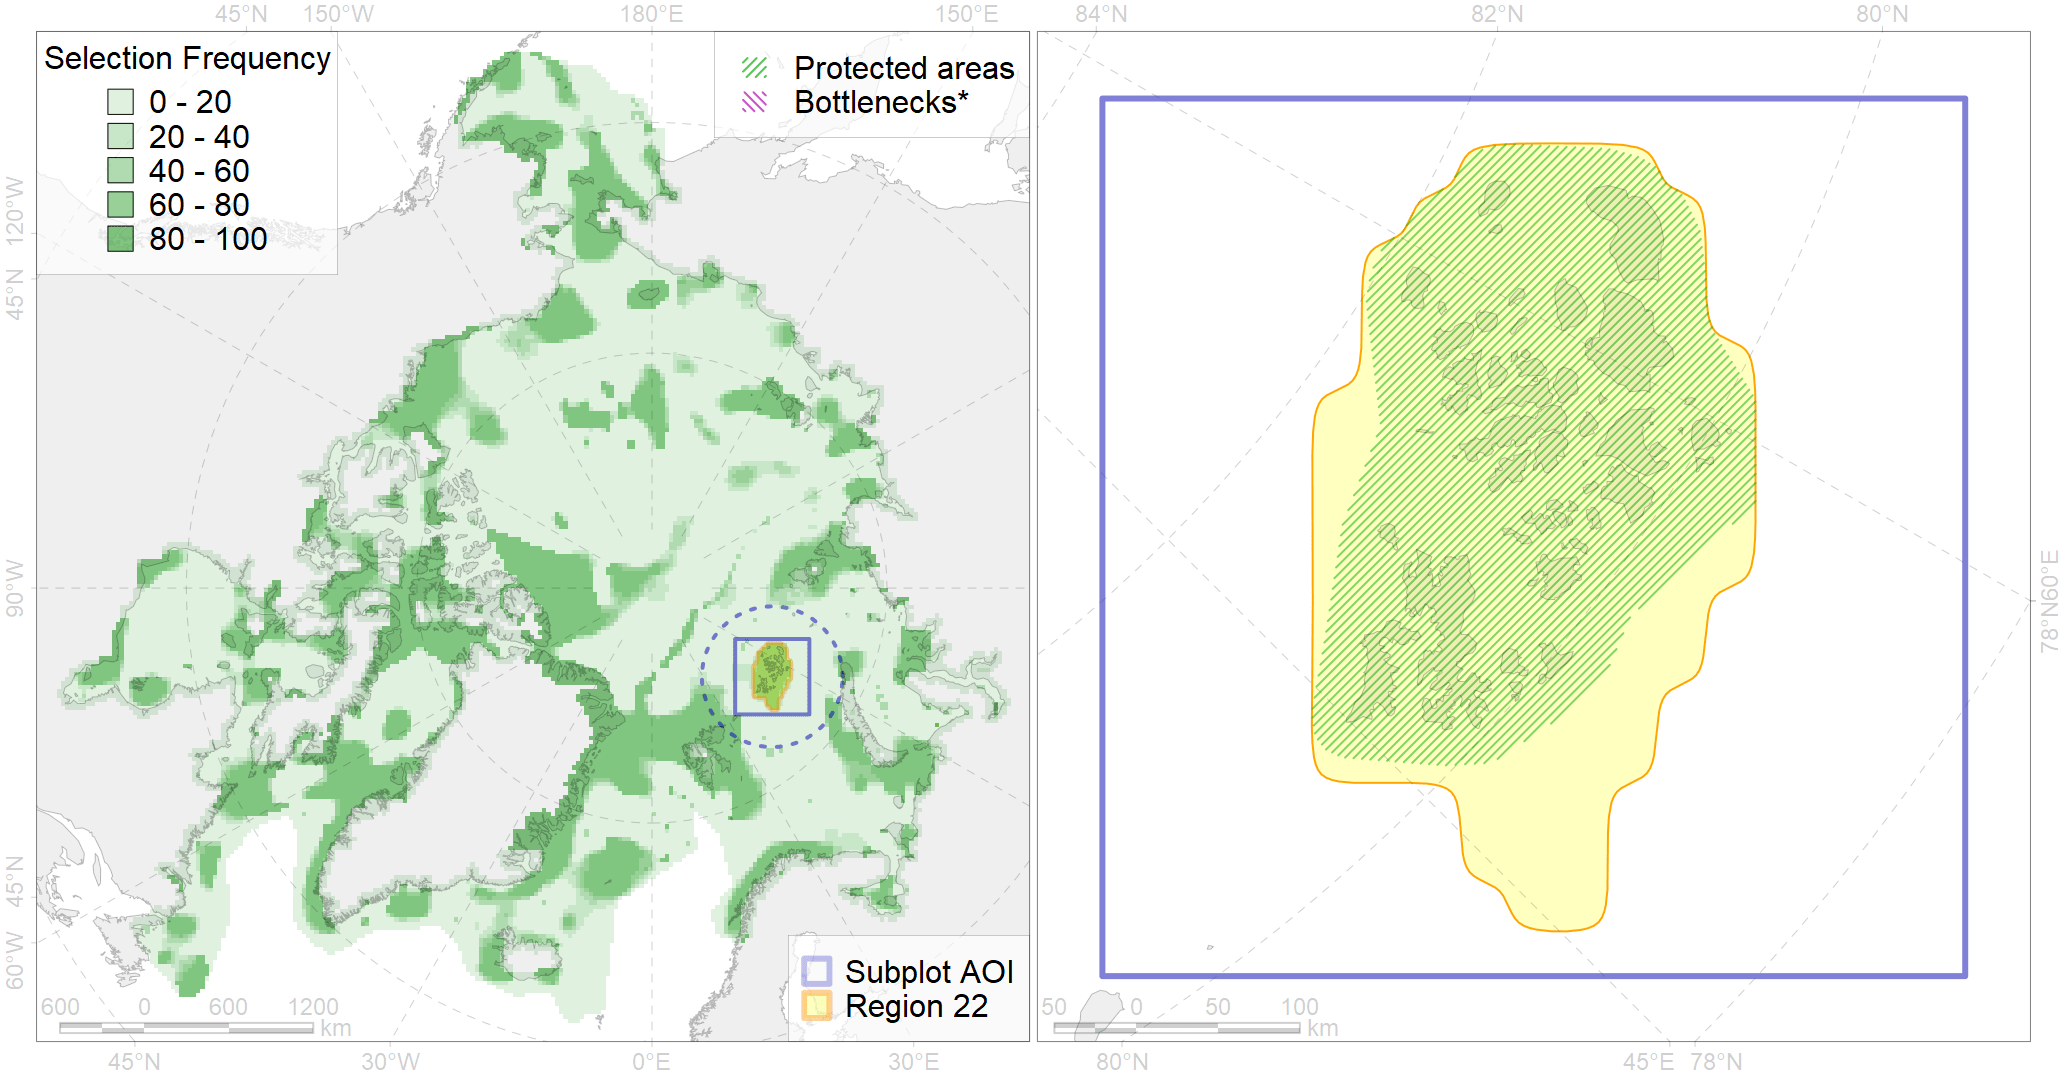 45°N 150°W 180°E 150°E 84°N 82°N 80°N
Selection Frequency
0 - 20
20 - 40
40 - 60
60 - 80
80 - 100
Protected areas
Bottlenecks*
120°W
45°N
90°W
45°N
60°W
78°N
60°E
Subplot AOI
Region 22
600 0 600 1200
km
50 0 50 100
km
45°N 30°W 0°E 30°E 80°N 45°E 78°N